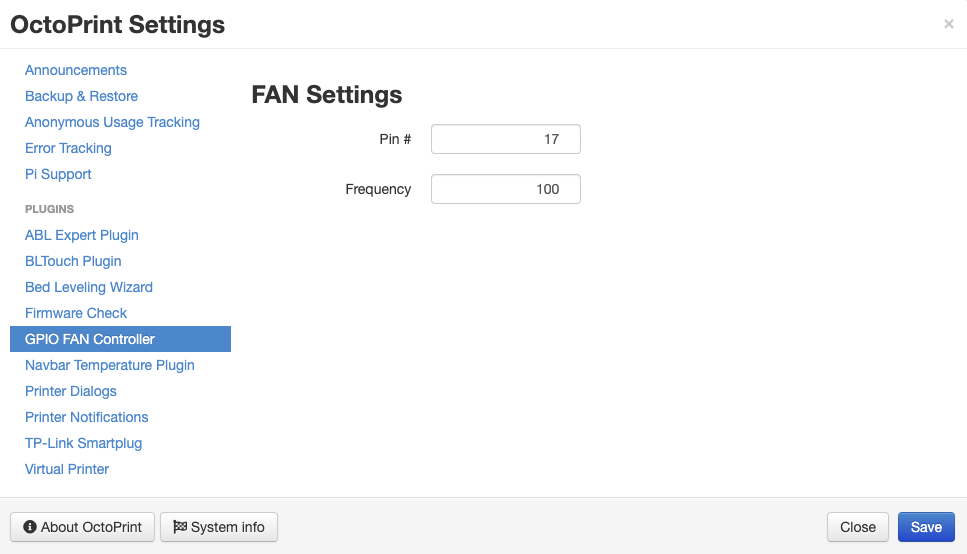 OctoPrint Settings
×
Announcements
Backup & Restore
Anonymous Usage Tracking
Error Tracking
Pi Support
PLUGINS
ABL Expert Plugin
BLTouch Plugin
Bed Leveling Wizard
Firmware Check
GPIO FAN Controller
Navbar Temperature Plugin
Printer Dialogs
Printer Notifications
TP-Link Smartplug
Virtual Printer
FAN Settings
Pin # 17
Frequency 100
About OctoPrint System info Close Save